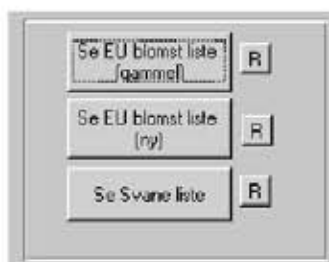 Se EU blomst liste
(gammel)
R
Se EU blomst liste
(ny)
R
Se Svane liste
R